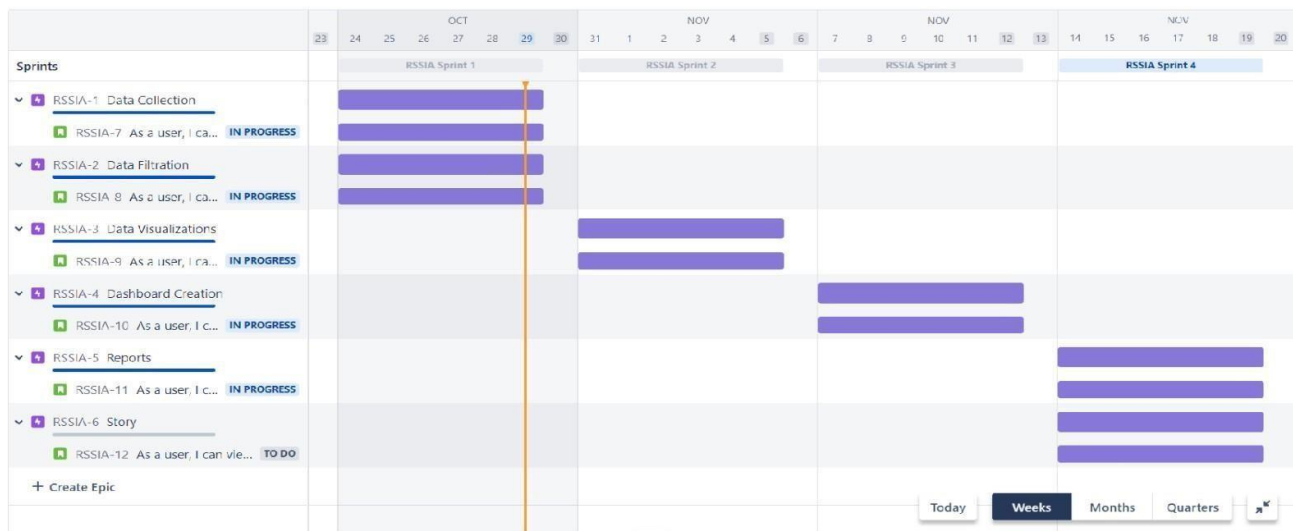 OCT NOV NOV NOV
23 24 25 26 27 28 29 30 31 1 2 3 4 5 6 7 8 9 10 11 12 13 14 15 16 17 18 19 20
Sprints RSSIA Sprint 1 RSSIA Sprint 2 RSSIA Sprint 3 RSSIA Sprint 4
RSSIA-1 Data Collection
RSSIA-7 As a user, I ca... IN PROGRESS
RSSIA-2 Data Filtration
RSSIA-8 As a user, I ca... IN PROGRESS
RSSIA-3 Data Visualizations
RSSIA-9 As a user, I ca... IN PROGRESS
RSSIA-4 Dashboard Creation
RSSIA-10 As a user, I c... IN PROGRESS
RSSIA-5 Reports
RSSIA-11 As a user, I c... IN PROGRESS
RSSIA-6 Story
RSSIA-12 As a user, I can vie... TO DO
+ Create Epic
Today Weeks Months Quarters